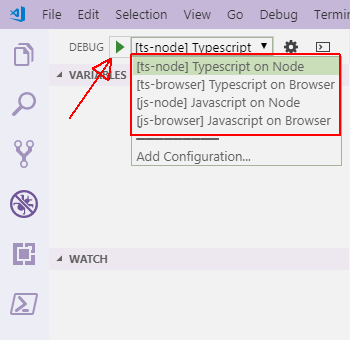 File Edit Selection View Go Debug Termi
DEBUG [ts-node] Typescript
VARIABLES
[ts-node] Typescript on Node
[ts-browser] Typescript on Browser
[js-node] Javascript on Node
[js-browser] Javascript on Browser
Add Configuration...
WATCH